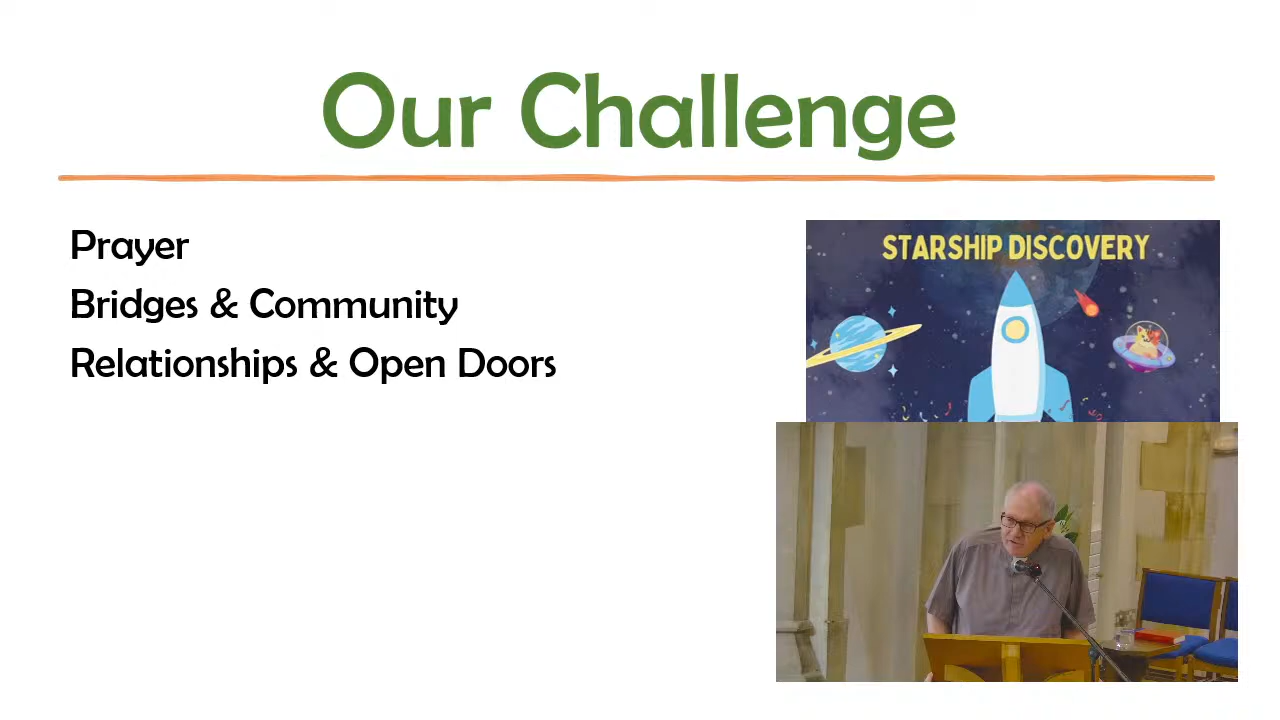 Our Challenge
Prayer
Bridges & Community
Relationships & Open Doors
STARSHIP DISCOVERY